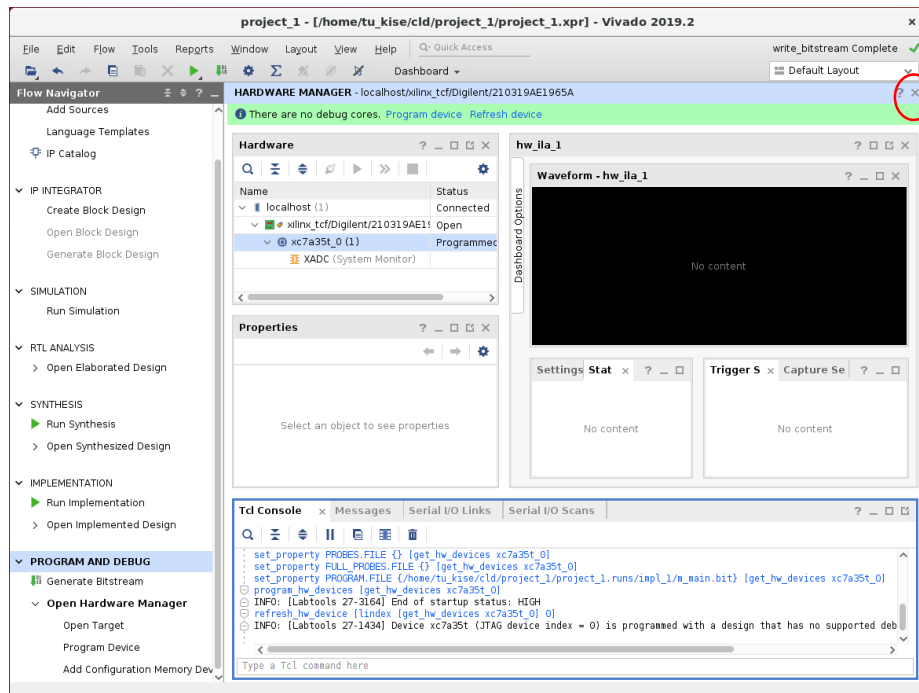 project_1 - [/home/tu_kise/cld/project_1/project_1.xpr] - Vivado 2019.2
File Edit Flow Tools Reports Window Layout View Help Q- Quick Access write_bitstream Complete
Dashboard Default Layout
Flow Navigator
Add Sources
Language Templates
IP Catalog
IP INTEGRATOR
Create Block Design
Open Block Design
Generate Block Design
SIMULATION
Run Simulation
RTL ANALYSIS
Open Elaborated Design
SYNTHESIS
Run Synthesis
Open Synthesized Design
IMPLEMENTATION
Run Implementation
Open Implemented Design
PROGRAM AND DEBUG
Generate Bitstream
Open Hardware Manager
Open Target
Program Device
Add Configuration Memory Dev
HARDWARE MANAGER - localhost/xilinx_tcf/Digilent/210319AE1965A
There are no debug cores. Program device Refresh device
Hardware
Name Status
localhost (1) Connected
xilinx_tcf/Digilent/210319AE19 Open
xc7a35t_0 (1) Programmed
XADC (System Monitor)
Properties
Select an object to see properties
hw_ila_1
Dashboard Options
Waveform - hw_ila_1
No content
Settings Stat
No content
Trigger S Capture Se
No content
Tcl Console Messages Serial I/O Links Serial I/O Scans
set_property PROBES.FILE {} [get_hw_devices xc7a35t_0]
set_property FULL_PROBES.FILE {} [get_hw_devices xc7a35t_0]
set_property PROGRAM.FILE {/home/tu_kise/cld/project_1/project_1.runs/impl_1/m_main.bit} [get_hw_devices xc7a35t_0]
program_hw_devices [get_hw_devices xc7a35t_0]
INFO: [Labtools 27-3164] End of startup status: HIGH
refresh_hw_device [lindex [get_hw_devices xc7a35t_0] 0]
INFO: [Labtools 27-1434] Device xc7a35t (JTAG device index = 0) is programmed with a design that has no supported deb
Type a Tcl command here